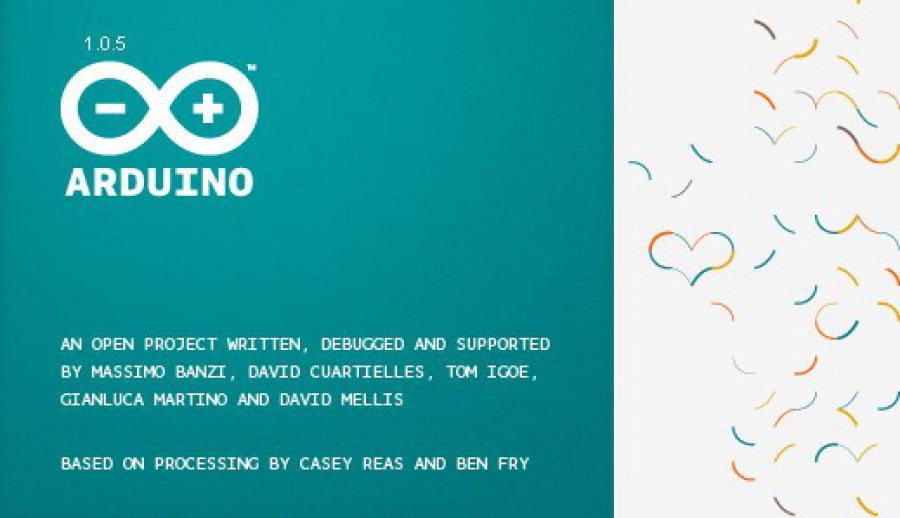 1.0.5
™
ARDUINO
AN OPEN PROJECT WRITTEN, DEBUGGED AND SUPPORTED
BY MASSIMO BANZI, DAVID CUARTIELLES, TOM IGOE,
GIANLUCA MARTINO AND DAVID MELLIS
BASED ON PROCESSING BY CASEY REAS AND BEN FRY